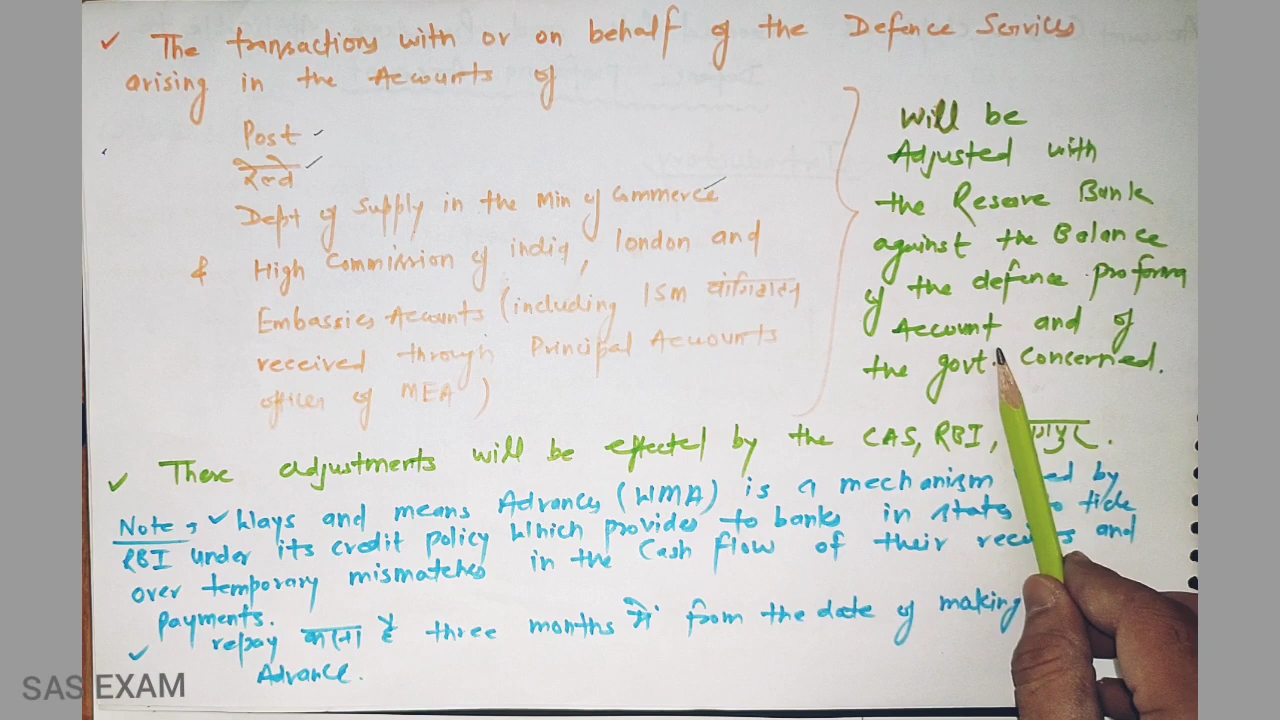 ✓ The transactions with or on behalf of the Defence Services
arising in the Accounts of
Post
रेल्वे
Dept of supply in the Min of Commerce
& High Commission of india, london and
Embassies Accounts (including ISM
received through Principal Accounts
officer of MEA)
Will be
Adjusted with
the Reserve Bank
against the Balance
of the defence proforma
Account and of
the govt. concerned.
✓ These adjustments will be effected by the CAS, RBI,
Note → ✓ Ways and means Advances (WMA) is a mechanism by
RBI under its credit policy which provides to banks in states to tide
over temporary mismatches in the cash flow of their and
payments.
✓ repay करना है three months में from the date of making
Advance.
SAS EXAM